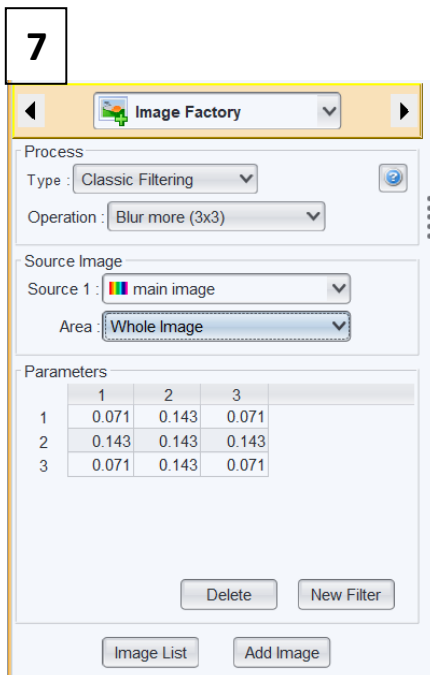 7
Image Factory
Process
Type : Classic Filtering
Operation : Blur more (3x3)
Source Image
Source 1 : main image
Area : Whole Image
Parameters
1 2 3
1 0.071 0.143 0.071
2 0.143 0.143 0.143
3 0.071 0.143 0.071
Delete New Filter
Image List Add Image